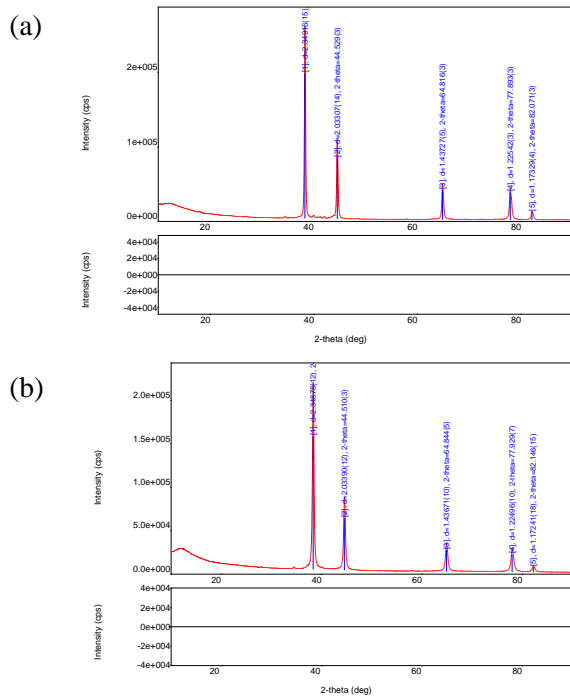 (a)
Intensity (cps)
2e+005
1e+005
0e+000
[1], d=2.34916(15),
[2], d=2.03307(14), 2-theta=44.529(3)
[3], d=1.43727(5), 2-theta=64.816(3)
[4], d=1.22542(3), 2-theta=77.893(3)
[5], d=1.17329(4), 2-theta=82.071(3)
20 40 60 80
Intensity (cps)
4e+004
2e+004
0e+000
-2e+004
-4e+004
20 40 60 80
2-theta (deg)
(b)
Intensity (cps)
2.0e+005
1.5e+005
1.0e+005
5.0e+004
0.0e+000
[1], d=2.34878(12), 2
[2], d=2.03390(12), 2-theta=44.510(3)
[3], d=1.43671(10), 2-theta=64.844(5)
[4], d=1.22496(10), 2-theta=77.929(7)
[5], d=1.17241(18), 2-theta=82.146(15)
20 40 60 80
Intensity (cps)
4e+004
2e+004
0e+000
-2e+004
-4e+004
20 40 60 80
2-theta (deg)